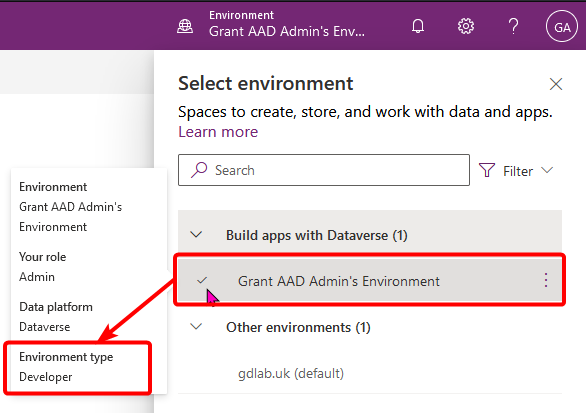 Environment
Grant AAD Admin's Env...
GA
Select environment
Spaces to create, store, and work with data and apps.
Learn more
Search
Filter
Build apps with Dataverse (1)
Grant AAD Admin's Environment
Other environments (1)
gdlab.uk (default)
Environment
Grant AAD Admin's
Environment
Your role
Admin
Data platform
Dataverse
Environment type
Developer